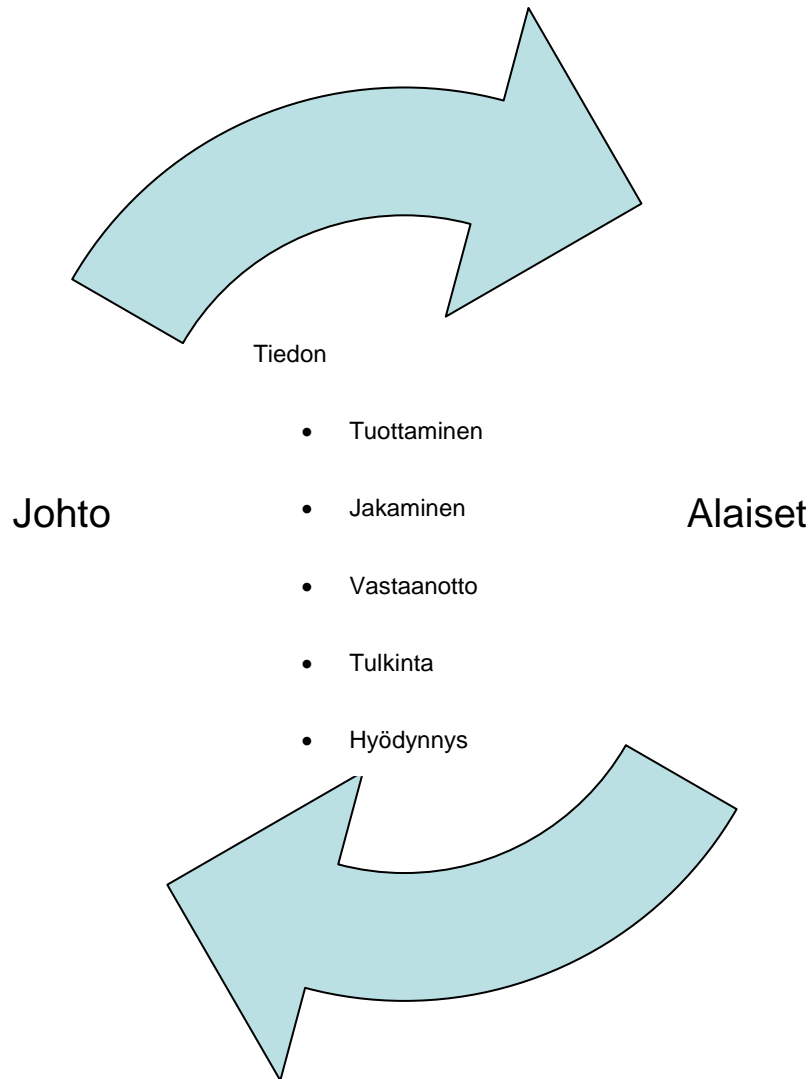 Tiedon
• Tuottaminen
Johto
• Jakaminen
Alaiset
• Vastaanotto
• Tulkinta
• Hyödynnys